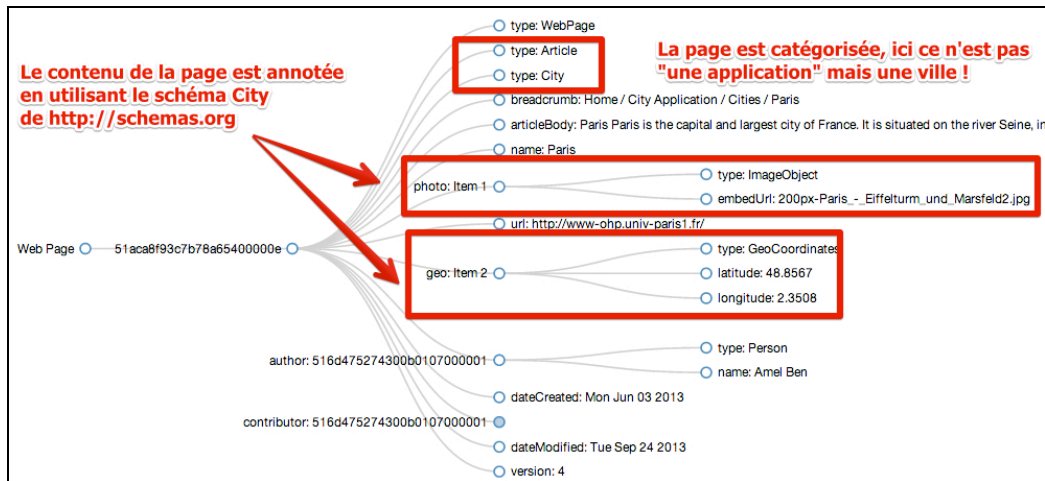 type: WebPage
type: Article
type: City
Le contenu de la page est annotée
en utilisant le schéma City
de http://schemas.org
La page est catégorisée, ici ce n'est pas
"une application" mais une ville !
breadcrumb: Home / City Application / Cities / Paris
articleBody: Paris Paris is the capital and largest city of France. It is situated on the river Seine, in
name: Paris
photo: Item 1
type: ImageObject
embedUrl: 200px-Paris_-_Eiffelturm_und_Marsfeld2.jpg
url: http://www-ohp.univ-paris1.fr/
Web Page
51aca8f93c7b78a65400000e
geo: Item 2
type: GeoCoordinates
latitude: 48.8567
longitude: 2.3508
author: 516d475274300b0107000001
type: Person
name: Amel Ben
dateCreated: Mon Jun 03 2013
contributor: 516d475274300b0107000001
dateModified: Tue Sep 24 2013
version: 4